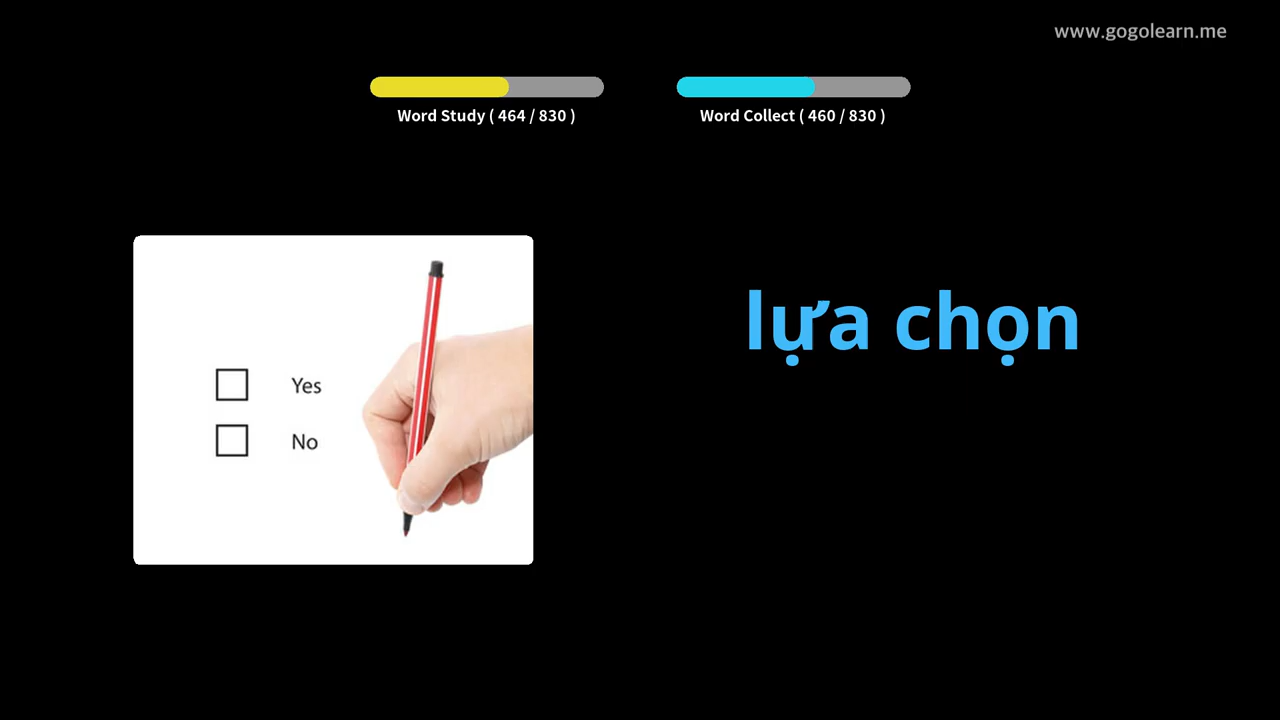 www.gogolearn.me
Word Study ( 464 / 830 )
Word Collect ( 460 / 830 )
Yes
No
lựa chọn